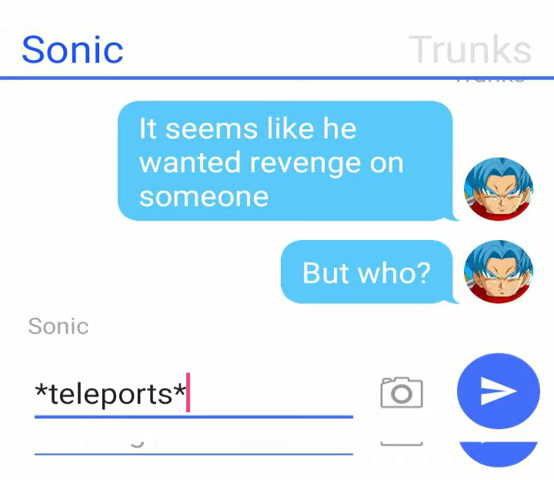 Sonic Trunks
It seems like he
wanted revenge on
someone
But who?
Sonic
*teleports*